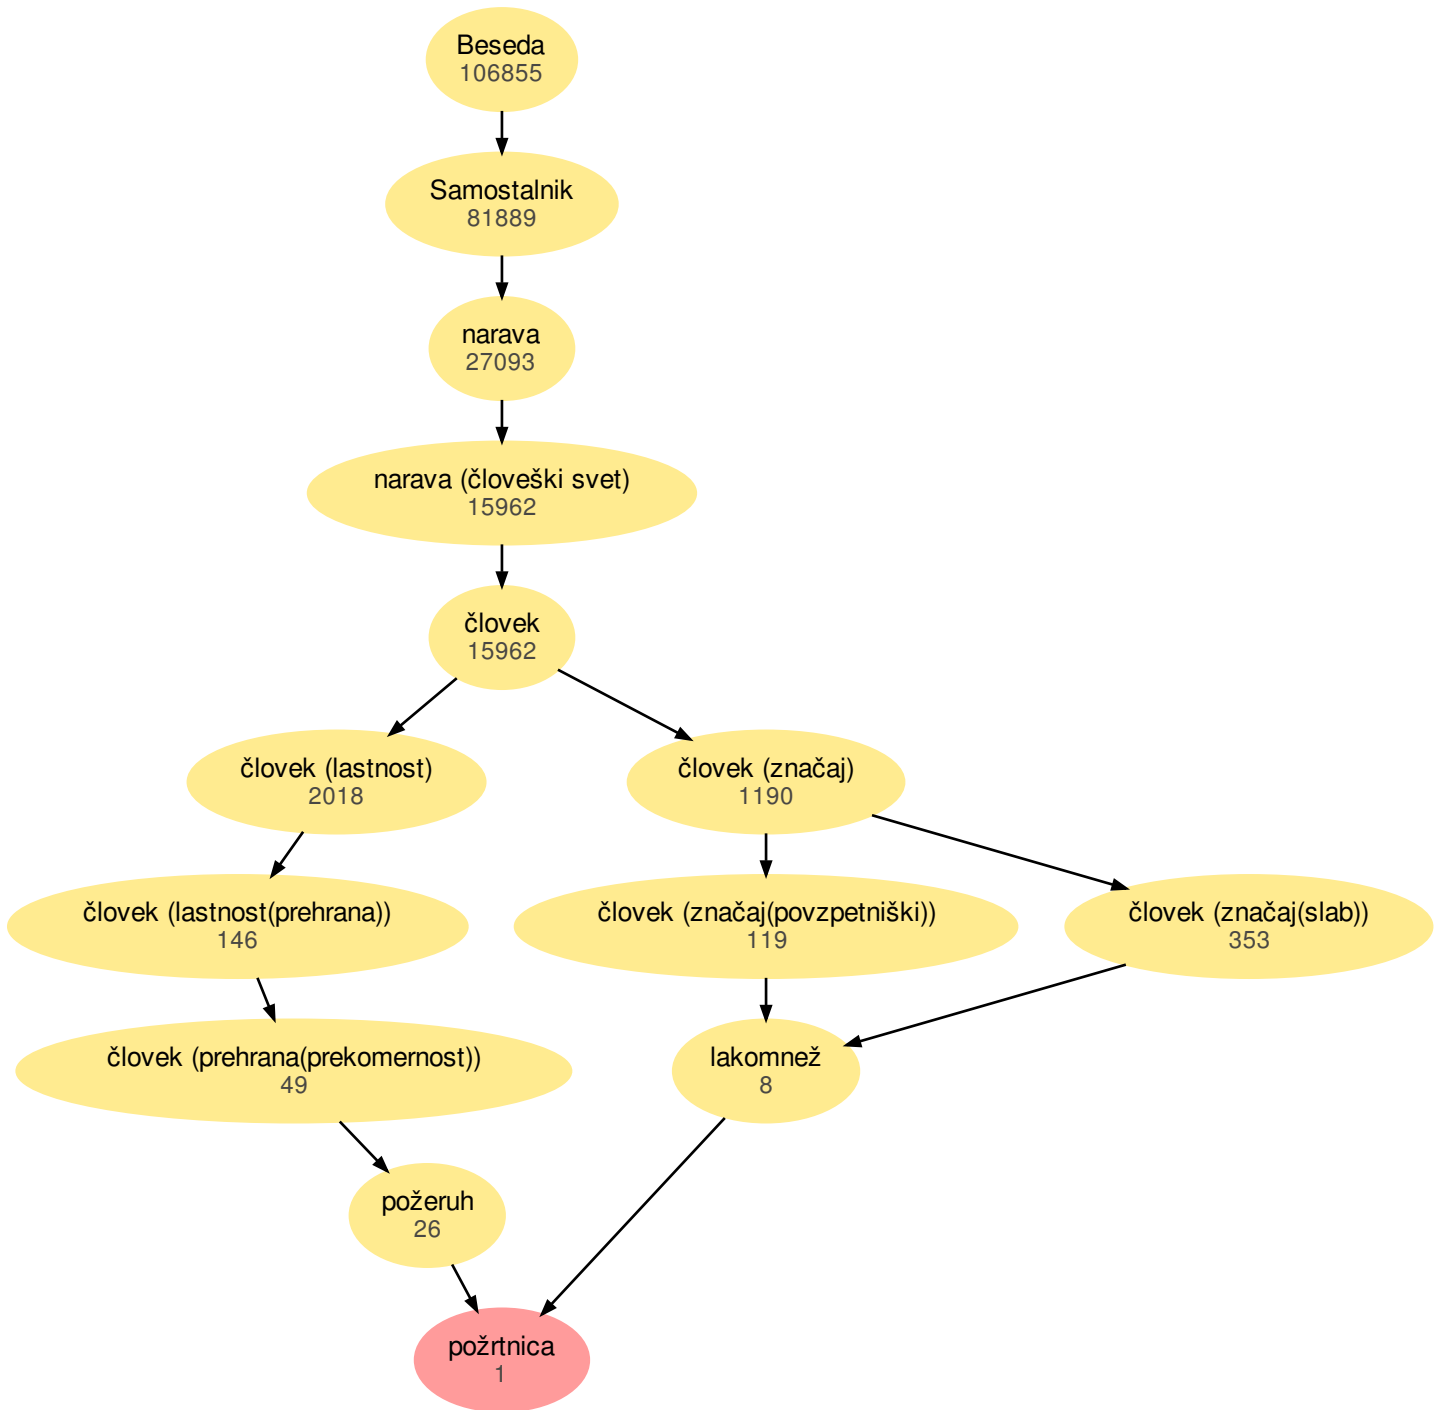 Beseda
106855
Samostalnik
81889
narava
27093
narava (človeški svet)
15962
človek
15962
človek (lastnost)
2018
človek (značaj)
1190
človek (lastnost(prehrana))
146
človek (značaj(povzpetniški))
119
človek (značaj(slab))
353
človek (prehrana(prekomernost))
49
lakomnež
8
požeruh
26
požrtnica
1